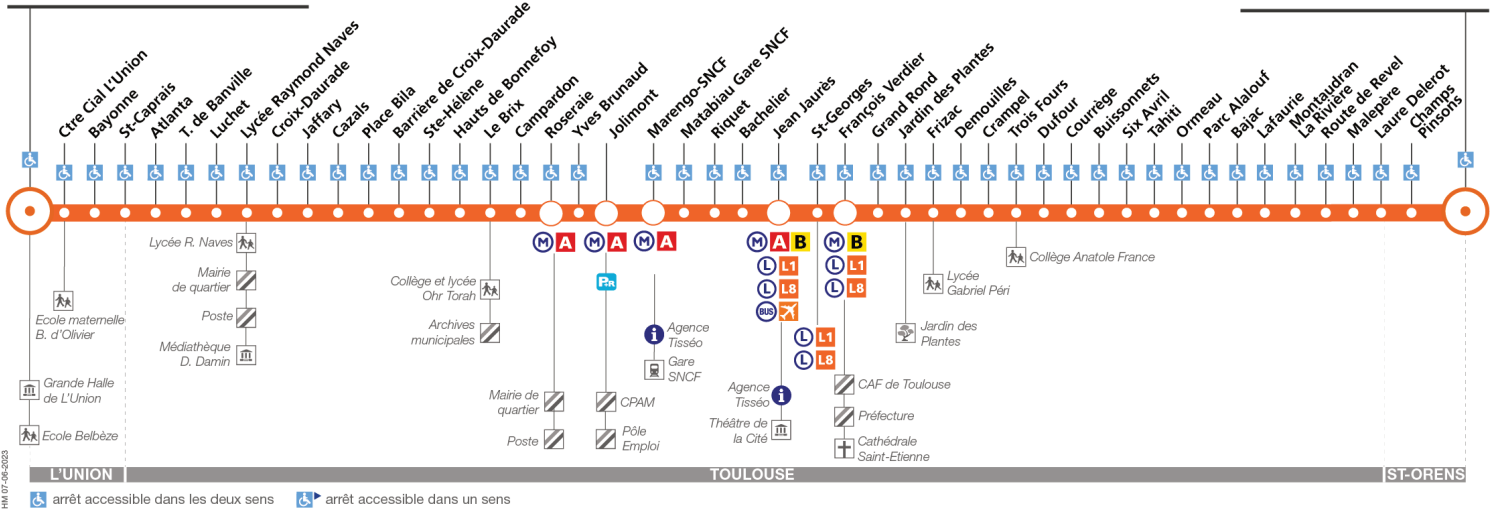 Ctre Cial L'Union
Bayonne
St-Caprais
Atlanta
T. de Banville
Luchet
Lycée Raymond Naves
Croix-Daurade
Jaffary
Cazals
Place Bila
Barrière de Croix-Daurade
Ste-Hélène
Hauts de Bonnefoy
Le Brix
Campardon
Roseraie
Yves Brunaud
Jolimont
Marengo-SNCF
Matabiau Gare SNCF
Riquet
Bachelier
Jean Jaurès
St-Georges
François Verdier
Grand Rond
Jardin des Plantes
Frizac
Demouilles
Crampel
Trois Fours
Dufour
Courrège
Buissonnets
Six Avril
Tahiti
Ormeau
Parc Alalouf
Bajac
Lafaurie
Montaudran
La Rivière
Route de Revel
Malepère
Laure Delerot
Champs
Pinsons
M A
M A
M A
M A B
M B
L L1
L L8
BUS
L L1
L L8
L L1
L L8
P+R
Ecole maternelle
B. d'Olivier
Grande Halle
de L'Union
Ecole Belbèze
Lycée R. Naves
Mairie
de quartier
Poste
Médiathèque
D. Damin
Collège et lycée
Ohr Torah
Archives
municipales
Mairie de
quartier
Poste
CPAM
Pôle
Emploi
i Agence
Tisséo
Gare
SNCF
Agence
Tisséo i
Théâtre de
la Cité
CAF de Toulouse
Préfecture
Cathédrale
Saint-Etienne
Jardin des
Plantes
Lycée
Gabriel Péri
Collège Anatole France
L'UNION
TOULOUSE
ST-ORENS
arrêt accessible dans les deux sens
arrêt accessible dans un sens
HM 07-06-2023